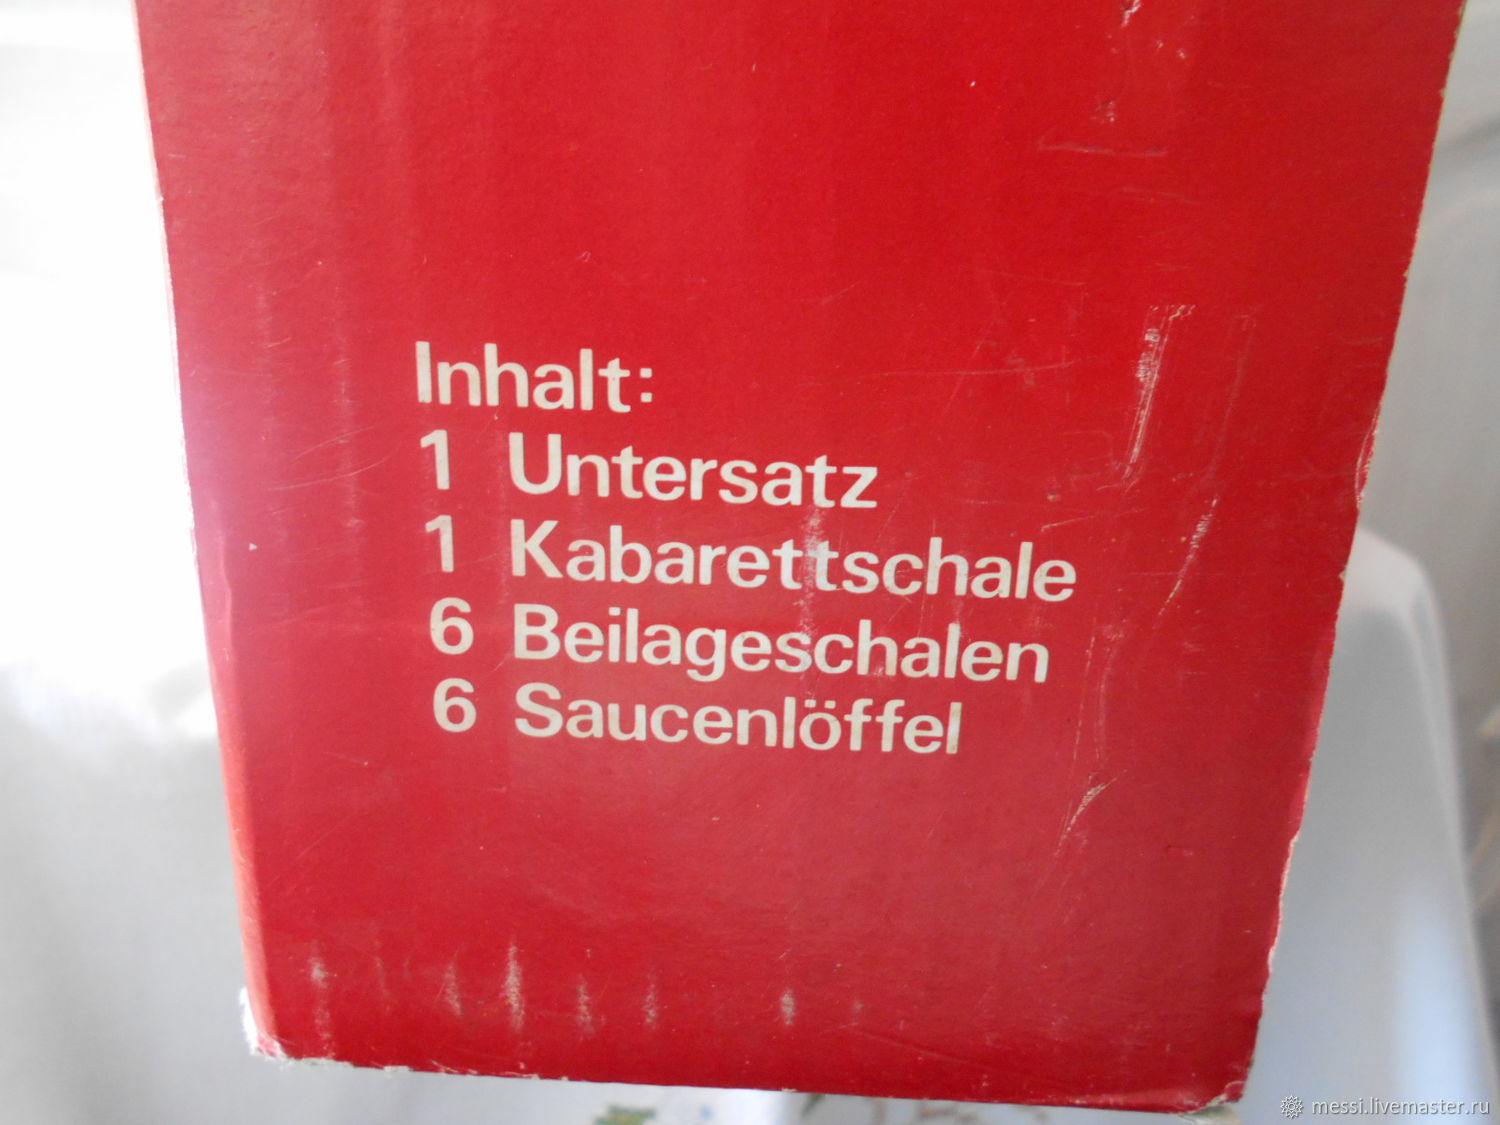 Inhalt:
1 Untersatz
1 Kabarettschale
6 Beilageschalen
6 Saucenlöffel
messi.livemaster.ru